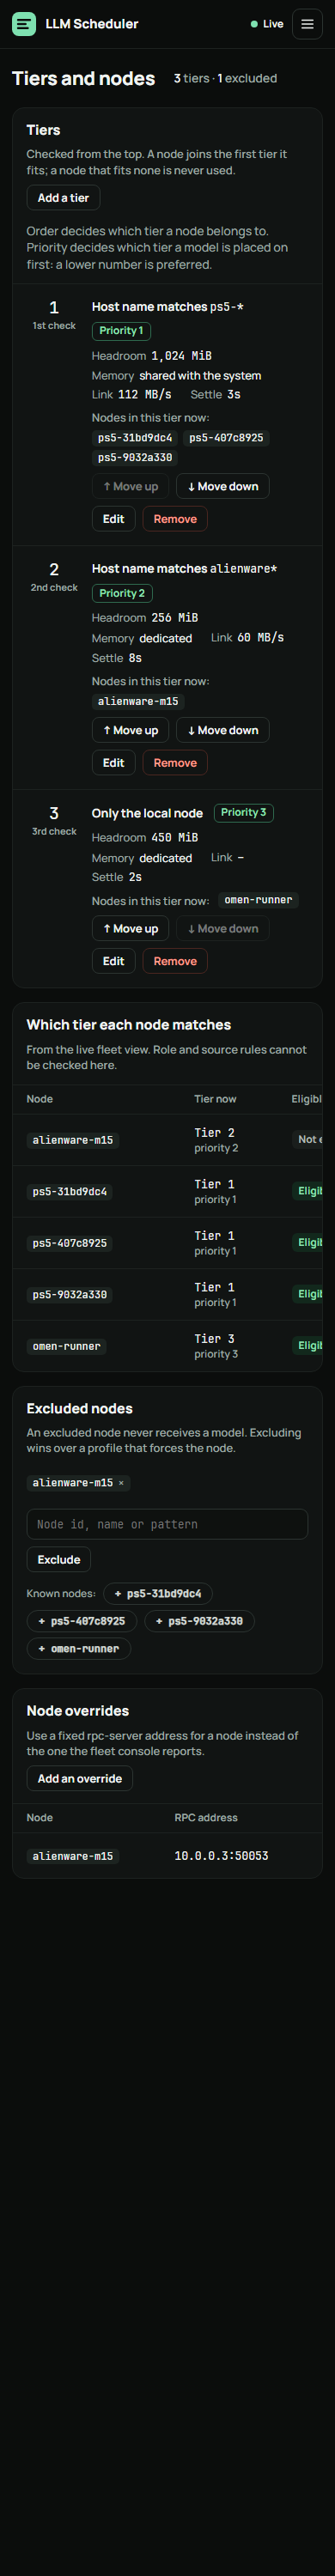 LLM Scheduler
Live
Tiers and nodes
3 tiers · 1 excluded
Tiers
Checked from the top. A node joins the first tier it
fits; a node that fits none is never used.
Add a tier
Order decides which tier a node belongs to.
Priority decides which tier a model is placed on
first: a lower number is preferred.
1
1st check
Host name matches ps5-*
Priority 1
Headroom 1,024 MiB
Memory shared with the system
Link 112 MB/s Settle 3s
Nodes in this tier now:
ps5-31bd9dc4 ps5-407c8925
ps5-9032a330
↑ Move up ↓ Move down
Edit Remove
2
2nd check
Host name matches alienware*
Priority 2
Headroom 256 MiB
Memory dedicated Link 60 MB/s
Settle 8s
Nodes in this tier now:
alienware-m15
↑ Move up ↓ Move down
Edit Remove
3
3rd check
Only the local node Priority 3
Headroom 450 MiB
Memory dedicated Link –
Settle 2s
Nodes in this tier now: omen-runner
↑ Move up ↓ Move down
Edit Remove
Which tier each node matches
From the live fleet view. Role and source rules cannot
be checked here.
Node Tier now Eligibl
alienware-m15 Tier 2 Not e
priority 2
ps5-31bd9dc4 Tier 1 Eligib
priority 1
ps5-407c8925 Tier 1 Eligib
priority 1
ps5-9032a330 Tier 1 Eligib
priority 1
omen-runner Tier 3 Eligib
priority 3
Excluded nodes
An excluded node never receives a model. Excluding
wins over a profile that forces the node.
alienware-m15 ×
Node id, name or pattern
Exclude
Known nodes: + ps5-31bd9dc4
+ ps5-407c8925 + ps5-9032a330
+ omen-runner
Node overrides
Use a fixed rpc-server address for a node instead of
the one the fleet console reports.
Add an override
Node RPC address
alienware-m15 10.0.0.3:50053